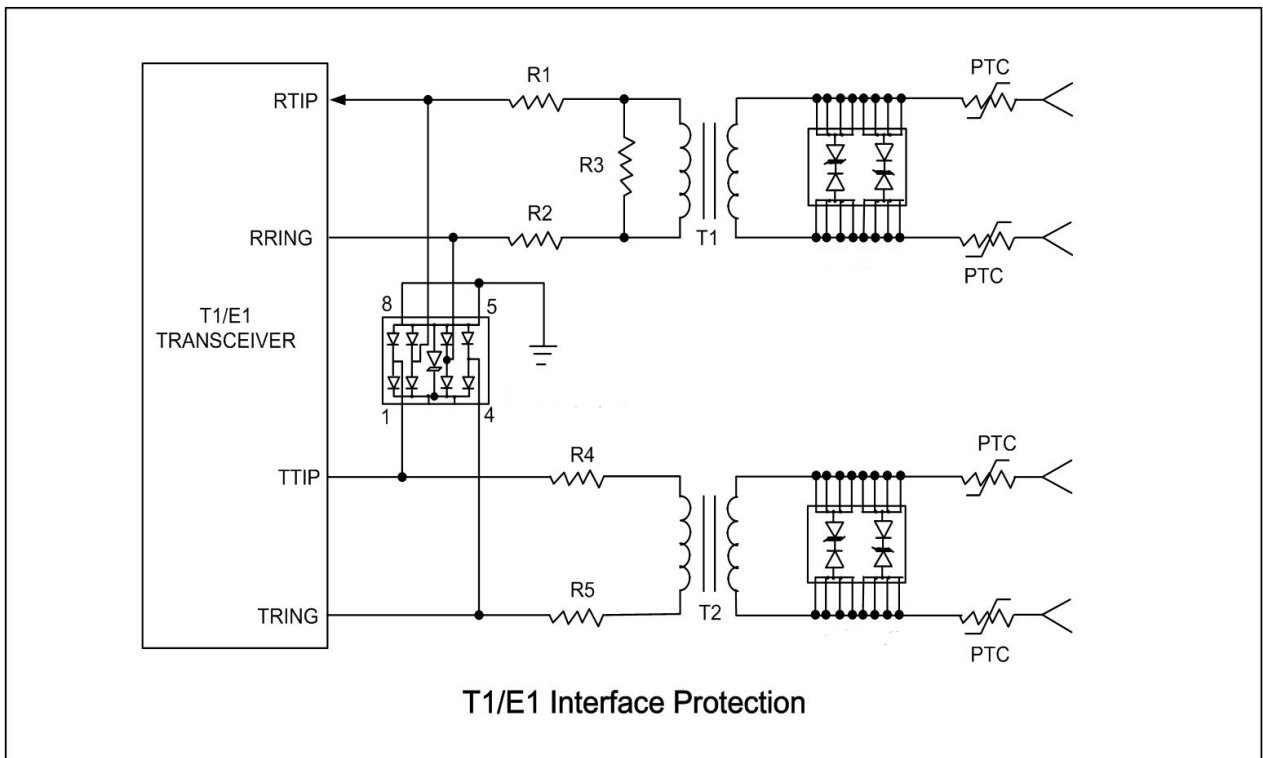 PTC
R1
RTIP
R3
R2
RRING
T1
PTC
8
5
T1/E1
TRANSCEIVER
1
4
PTC
R4
TTIP
R5
T2
TRING
PTC
T1/E1 Interface Protection